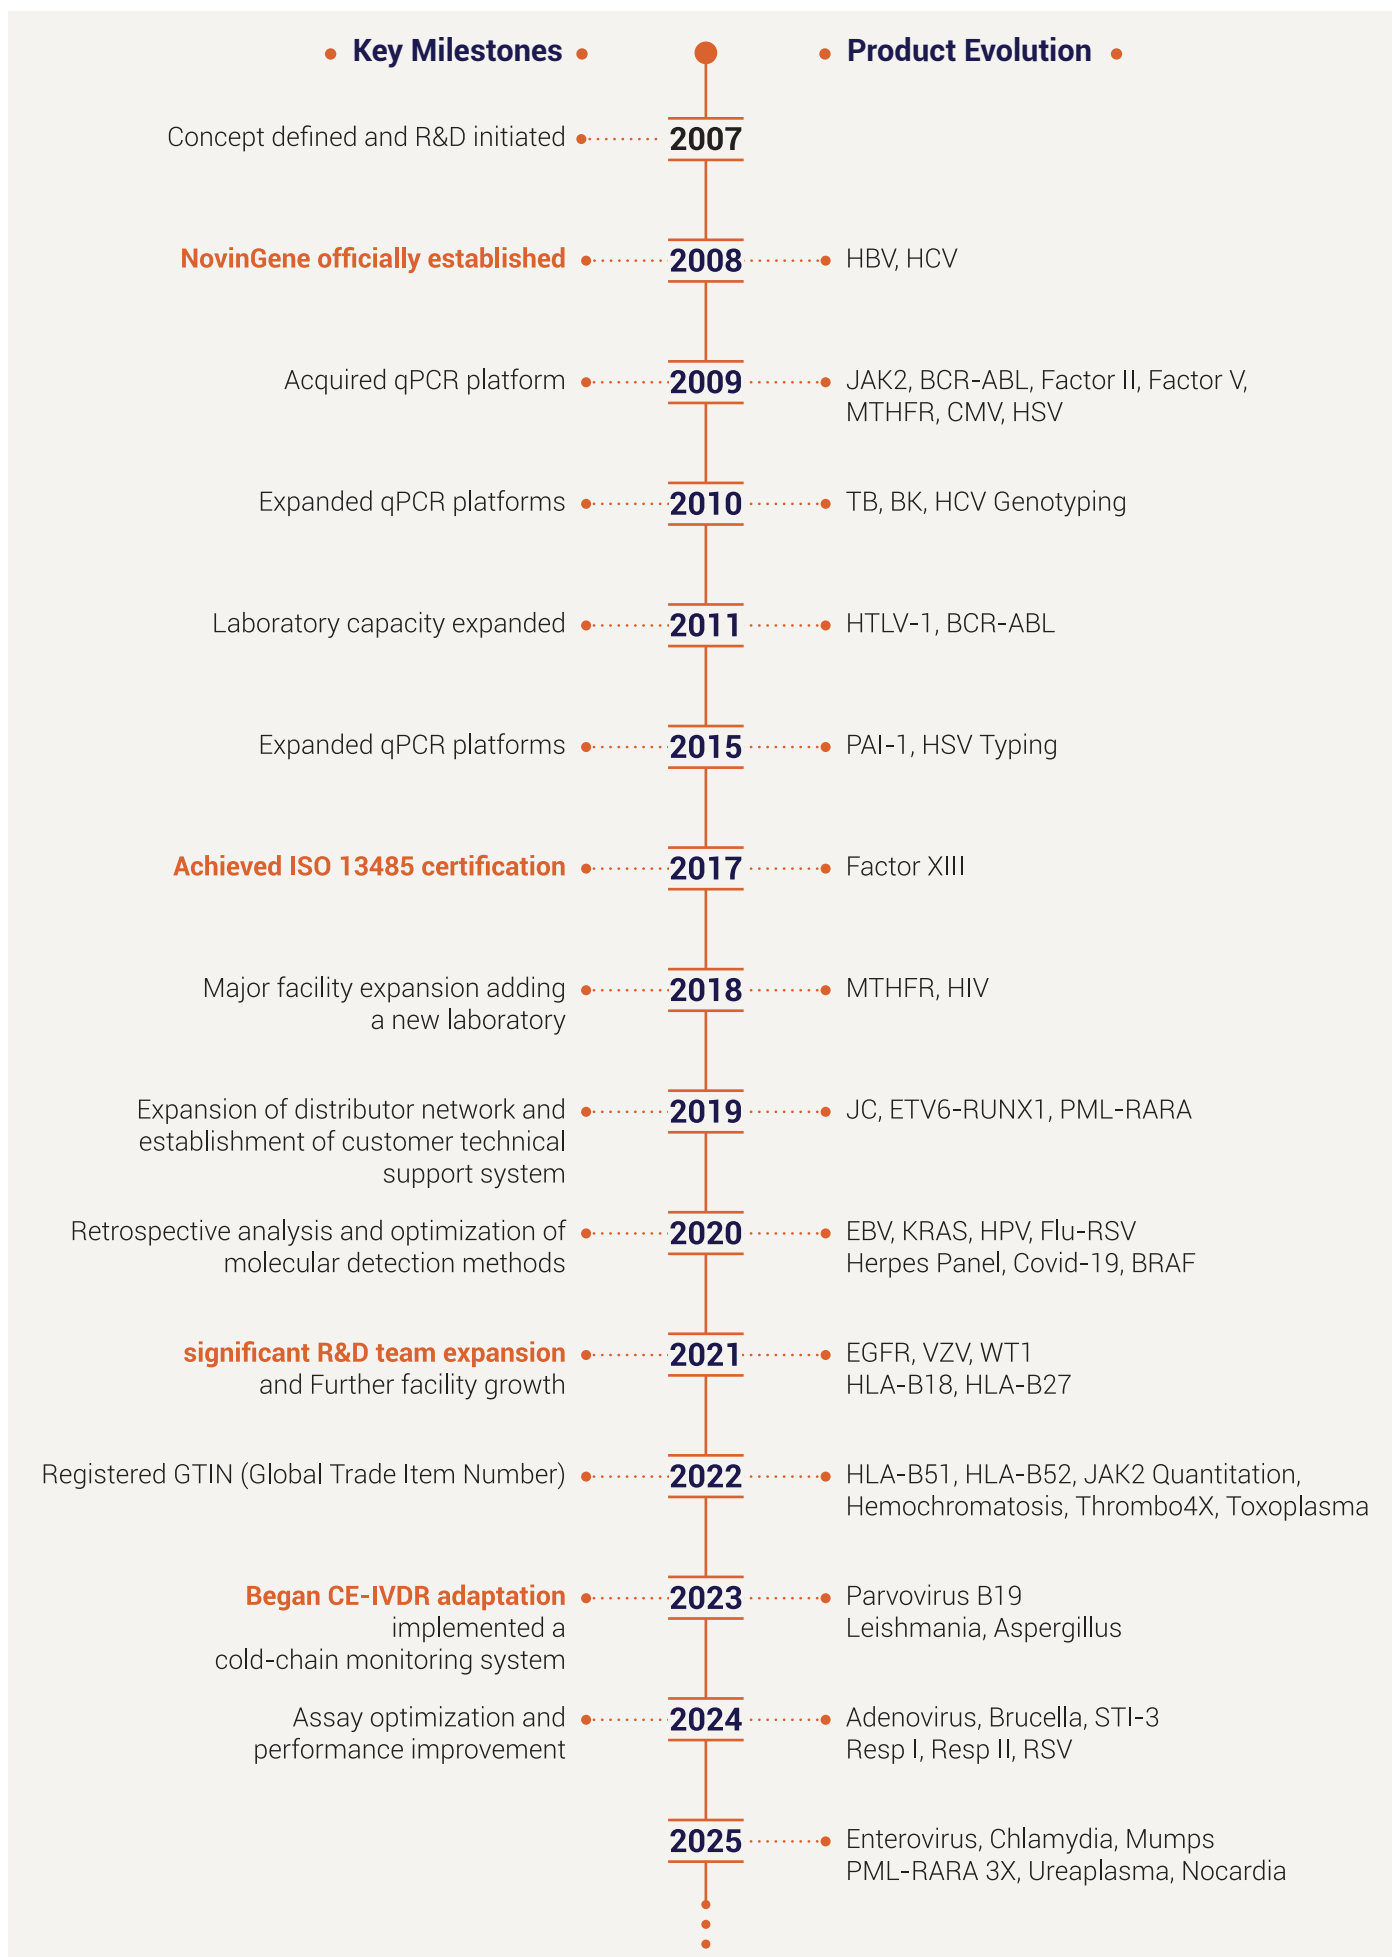 Key Milestones
Product Evolution
Concept defined and R&D initiated
2007
NovinGene officially established
2008
HBV, HCV
Acquired qPCR platform
2009
JAK2, BCR-ABL, Factor II, Factor V,
MTHFR, CMV, HSV
Expanded qPCR platforms
2010
TB, BK, HCV Genotyping
Laboratory capacity expanded
2011
HTLV-1, BCR-ABL
Expanded qPCR platforms
2015
PAI-1, HSV Typing
Achieved ISO 13485 certification
2017
Factor XIII
Major facility expansion adding
a new laboratory
2018
MTHFR, HIV
Expansion of distributor network and
establishment of customer technical
support system
2019
JC, ETV6-RUNX1, PML-RARA
Retrospective analysis and optimization of
molecular detection methods
2020
EBV, KRAS, HPV, Flu-RSV
Herpes Panel, Covid-19, BRAF
significant R&D team expansion
and Further facility growth
2021
EGFR, VZV, WT1
HLA-B18, HLA-B27
Registered GTIN (Global Trade Item Number)
2022
HLA-B51, HLA-B52, JAK2 Quantitation,
Hemochromatosis, Thrombo4X, Toxoplasma
Began CE-IVDR adaptation
implemented a
cold-chain monitoring system
2023
Parvovirus B19
Leishmania, Aspergillus
Assay optimization and
performance improvement
2024
Adenovirus, Brucella, STI-3
Resp I, Resp II, RSV
2025
Enterovirus, Chlamydia, Mumps
PML-RARA 3X, Ureaplasma, Nocardia